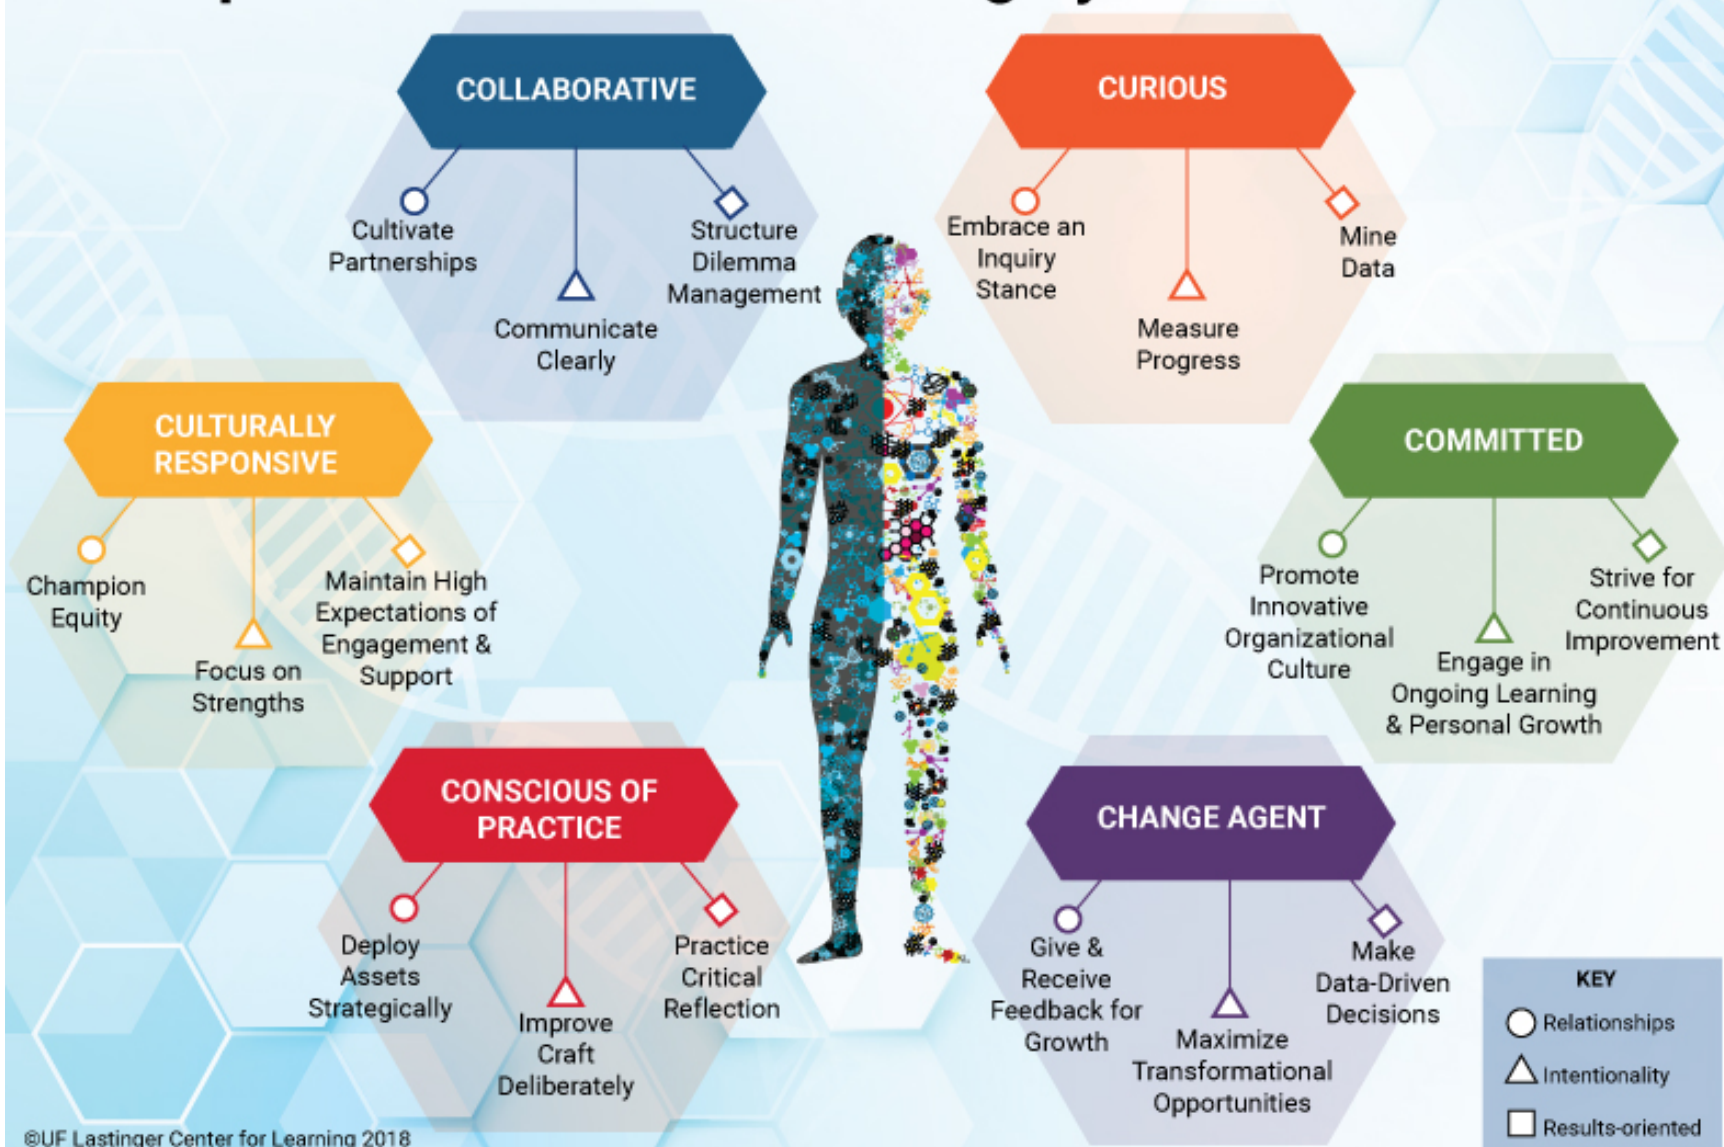 COLLABORATIVE
Cultivate
Partnerships
Communicate
Clearly
Structure
Dilemma
Management
CURIOUS
Embrace an
Inquiry
Stance
Measure
Progress
Mine
Data
CULTURALLY
RESPONSIVE
Champion
Equity
Focus on
Strengths
Maintain High
Expectations of
Engagement &
Support
COMMITTED
Promote
Innovative
Organizational
Culture
Engage in
Ongoing Learning
& Personal Growth
Strive for
Continuous
Improvement
CONSCIOUS OF
PRACTICE
Deploy
Assets
Strategically
Improve
Craft
Deliberately
Practice
Critical
Reflection
CHANGE AGENT
Give &
Receive
Feedback for
Growth
Maximize
Transformational
Opportunities
Make
Data-Driven
Decisions
KEY
Relationships
Intentionality
Results-oriented
©UF Lastinger Center for Learning 2018